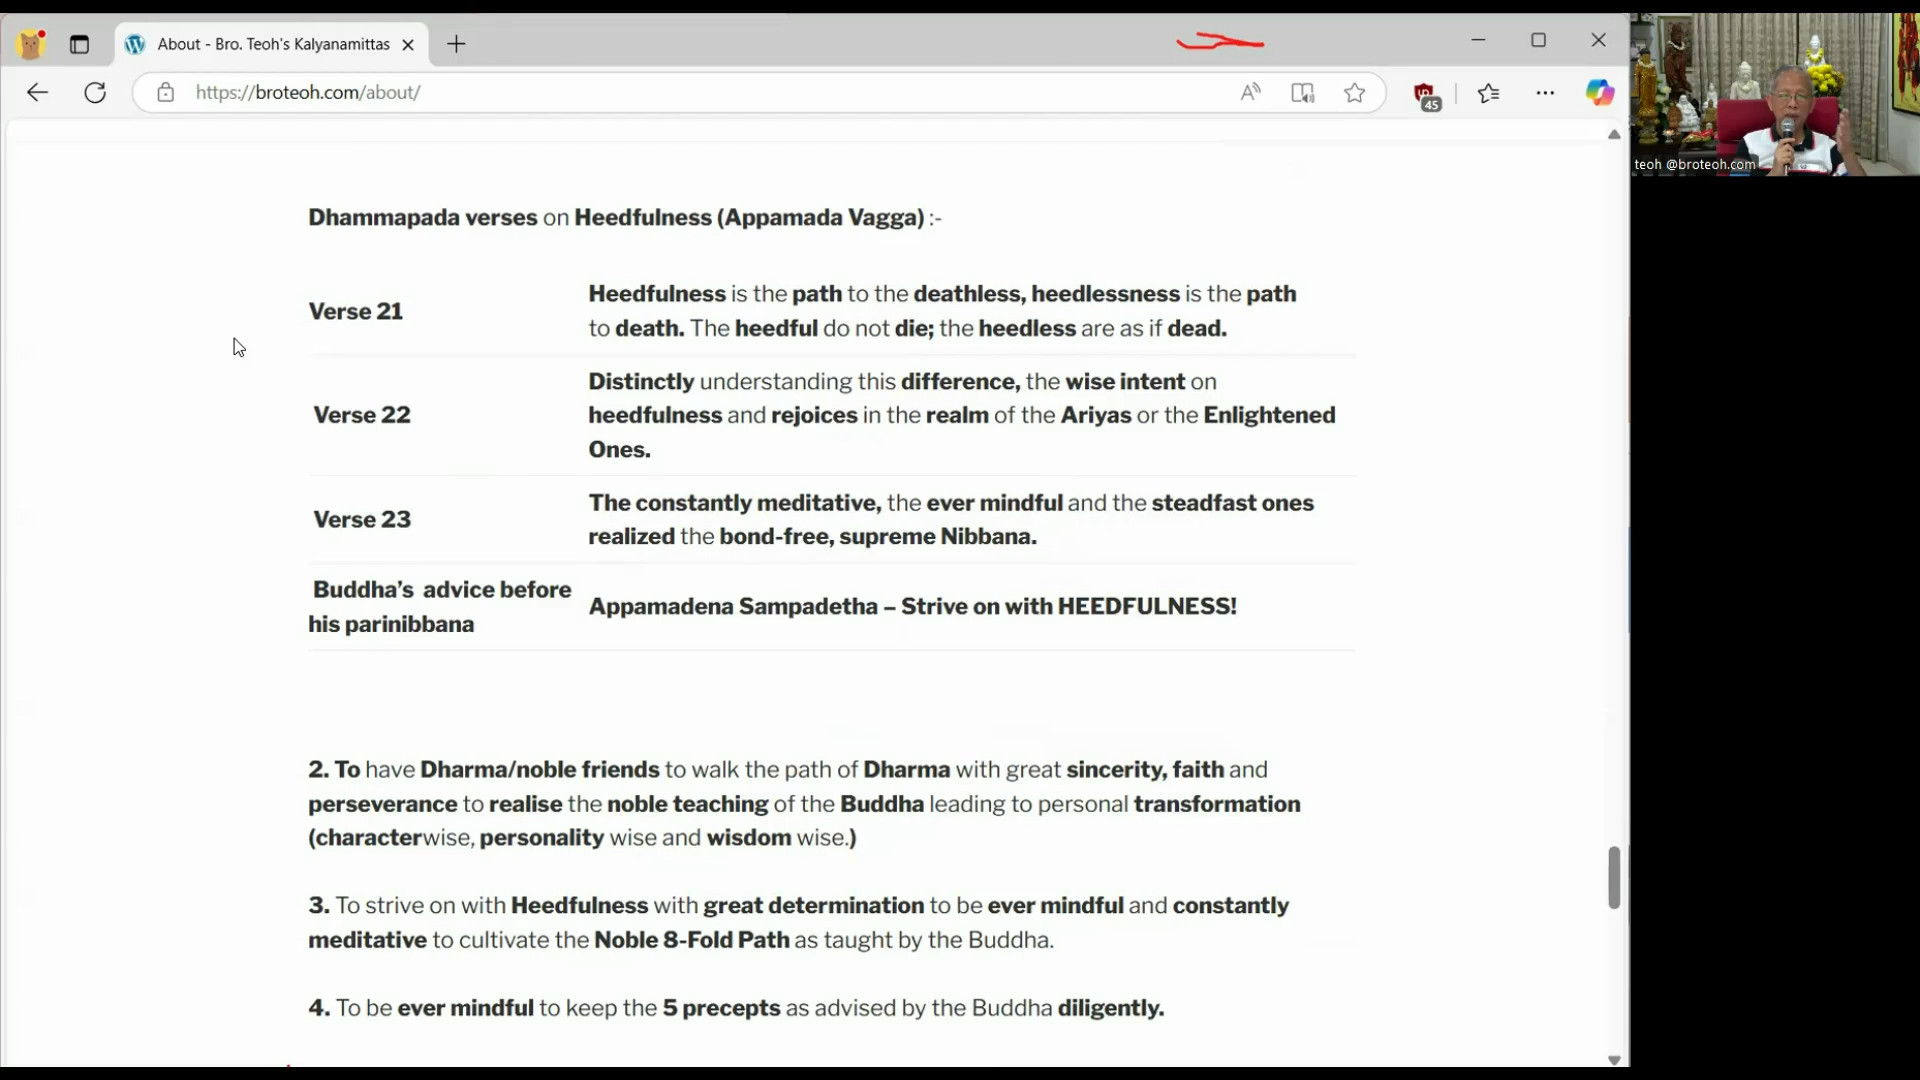 About - Bro. Teoh's Kalyanamittas
https://broteoh.com/about/
45
teoh @broteoh.com
Dhammapada verses on Heedfulness (Appamada Vagga) :-
Verse 21
Heedfulness is the path to the deathless, heedlessness is the path
to death. The heedful do not die; the heedless are as if dead.
Verse 22
Distinctly understanding this difference, the wise intent on
heedfulness and rejoices in the realm of the Ariyas or the Enlightened
Ones.
Verse 23
The constantly meditative, the ever mindful and the steadfast ones
realized the bond-free, supreme Nibbana.
Buddha’s  advice before
his parinibbana
Appamadena Sampadetha – Strive on with HEEDFULNESS!
2. To have Dharma/noble friends to walk the path of Dharma with great sincerity, faith and
perseverance to realise the noble teaching of the Buddha leading to personal transformation
(characterwise, personality wise and wisdom wise.)
3. To strive on with Heedfulness with great determination to be ever mindful and constantly
meditative to cultivate the Noble 8-Fold Path as taught by the Buddha.
4. To be ever mindful to keep the 5 precepts as advised by the Buddha diligently.